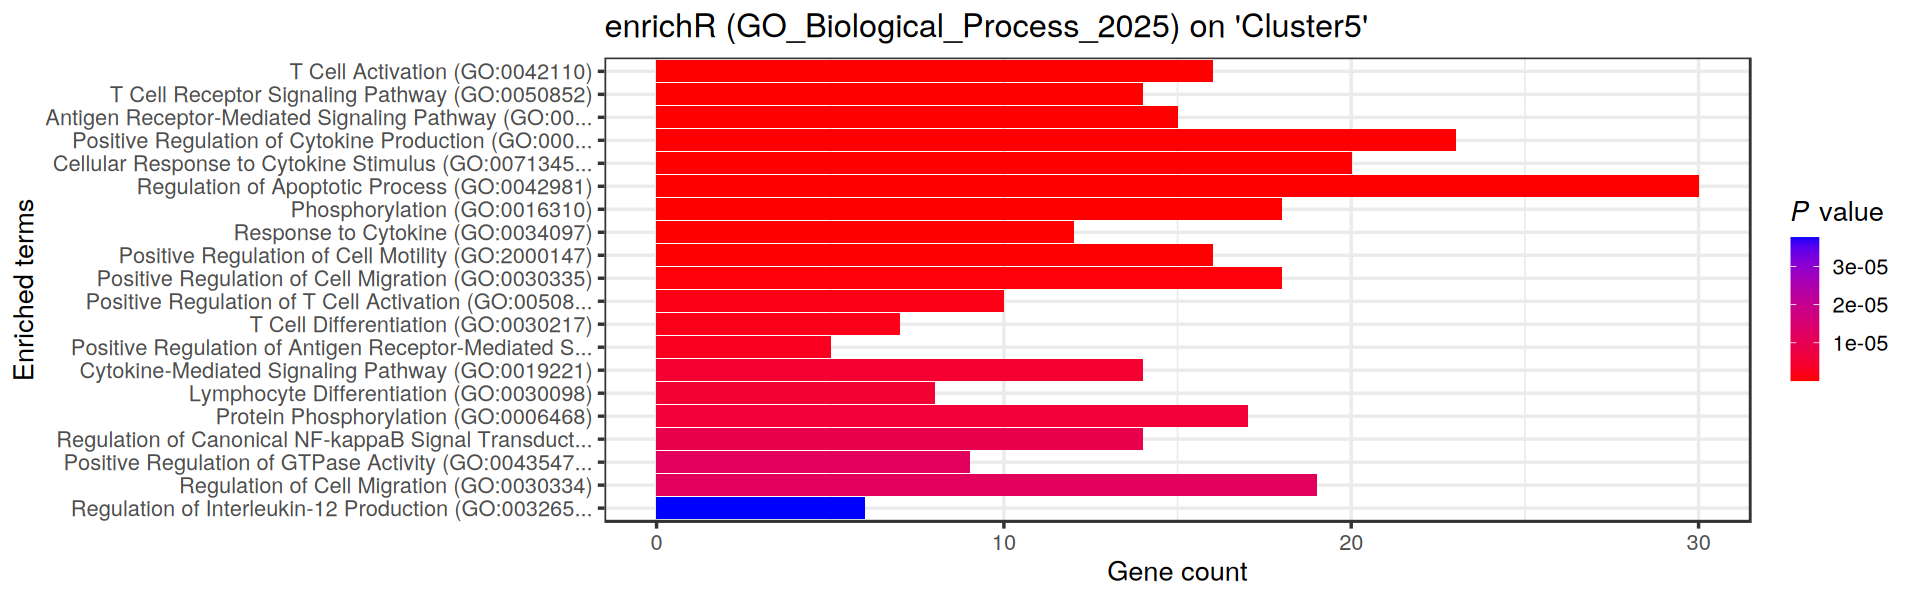 enrichR (GO_Biological_Process_2025) on 'Cluster5'
Enriched terms
T Cell Activation (GO:0042110)
T Cell Receptor Signaling Pathway (GO:0050852)
Antigen Receptor-Mediated Signaling Pathway (GO:00...
Positive Regulation of Cytokine Production (GO:000...
Cellular Response to Cytokine Stimulus (GO:0071345...
Regulation of Apoptotic Process (GO:0042981)
Phosphorylation (GO:0016310)
Response to Cytokine (GO:0034097)
Positive Regulation of Cell Motility (GO:2000147)
Positive Regulation of Cell Migration (GO:0030335)
Positive Regulation of T Cell Activation (GO:00508...
T Cell Differentiation (GO:0030217)
Positive Regulation of Antigen Receptor-Mediated S...
Cytokine-Mediated Signaling Pathway (GO:0019221)
Lymphocyte Differentiation (GO:0030098)
Protein Phosphorylation (GO:0006468)
Regulation of Canonical NF-kappaB Signal Transduct...
Positive Regulation of GTPase Activity (GO:0043547...
Regulation of Cell Migration (GO:0030334)
Regulation of Interleukin-12 Production (GO:003265...
0 10 20 30
Gene count
P value
3e-05
2e-05
1e-05